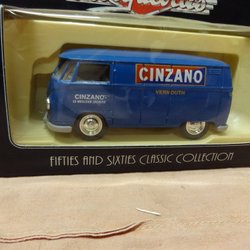 CINZANO
VERMOUTH
CINZANO
FIFTIES AND SIXTIES CLASSIC COLLECTION